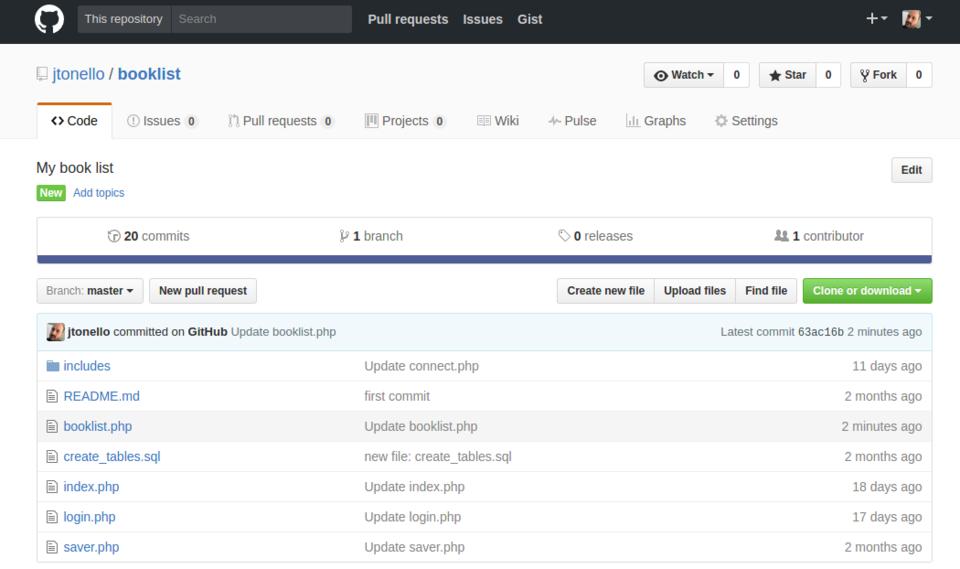 This repository Search Pull requests Issues Gist
jtonello / booklist Watch 0 Star 0 Fork 0
Code Issues 0 Pull requests 0 Projects 0 Wiki Pulse Graphs Settings
My book list Edit
New Add topics
20 commits 1 branch 0 releases 1 contributor
Branch: master New pull request Create new file Upload files Find file Clone or download
jtonello committed on GitHub Update booklist.php Latest commit 63ac16b 2 minutes ago
includes Update connect.php 11 days ago
README.md first commit 2 months ago
booklist.php Update booklist.php 2 minutes ago
create_tables.sql new file: create_tables.sql 2 months ago
index.php Update index.php 18 days ago
login.php Update login.php 17 days ago
saver.php Update saver.php 2 months ago